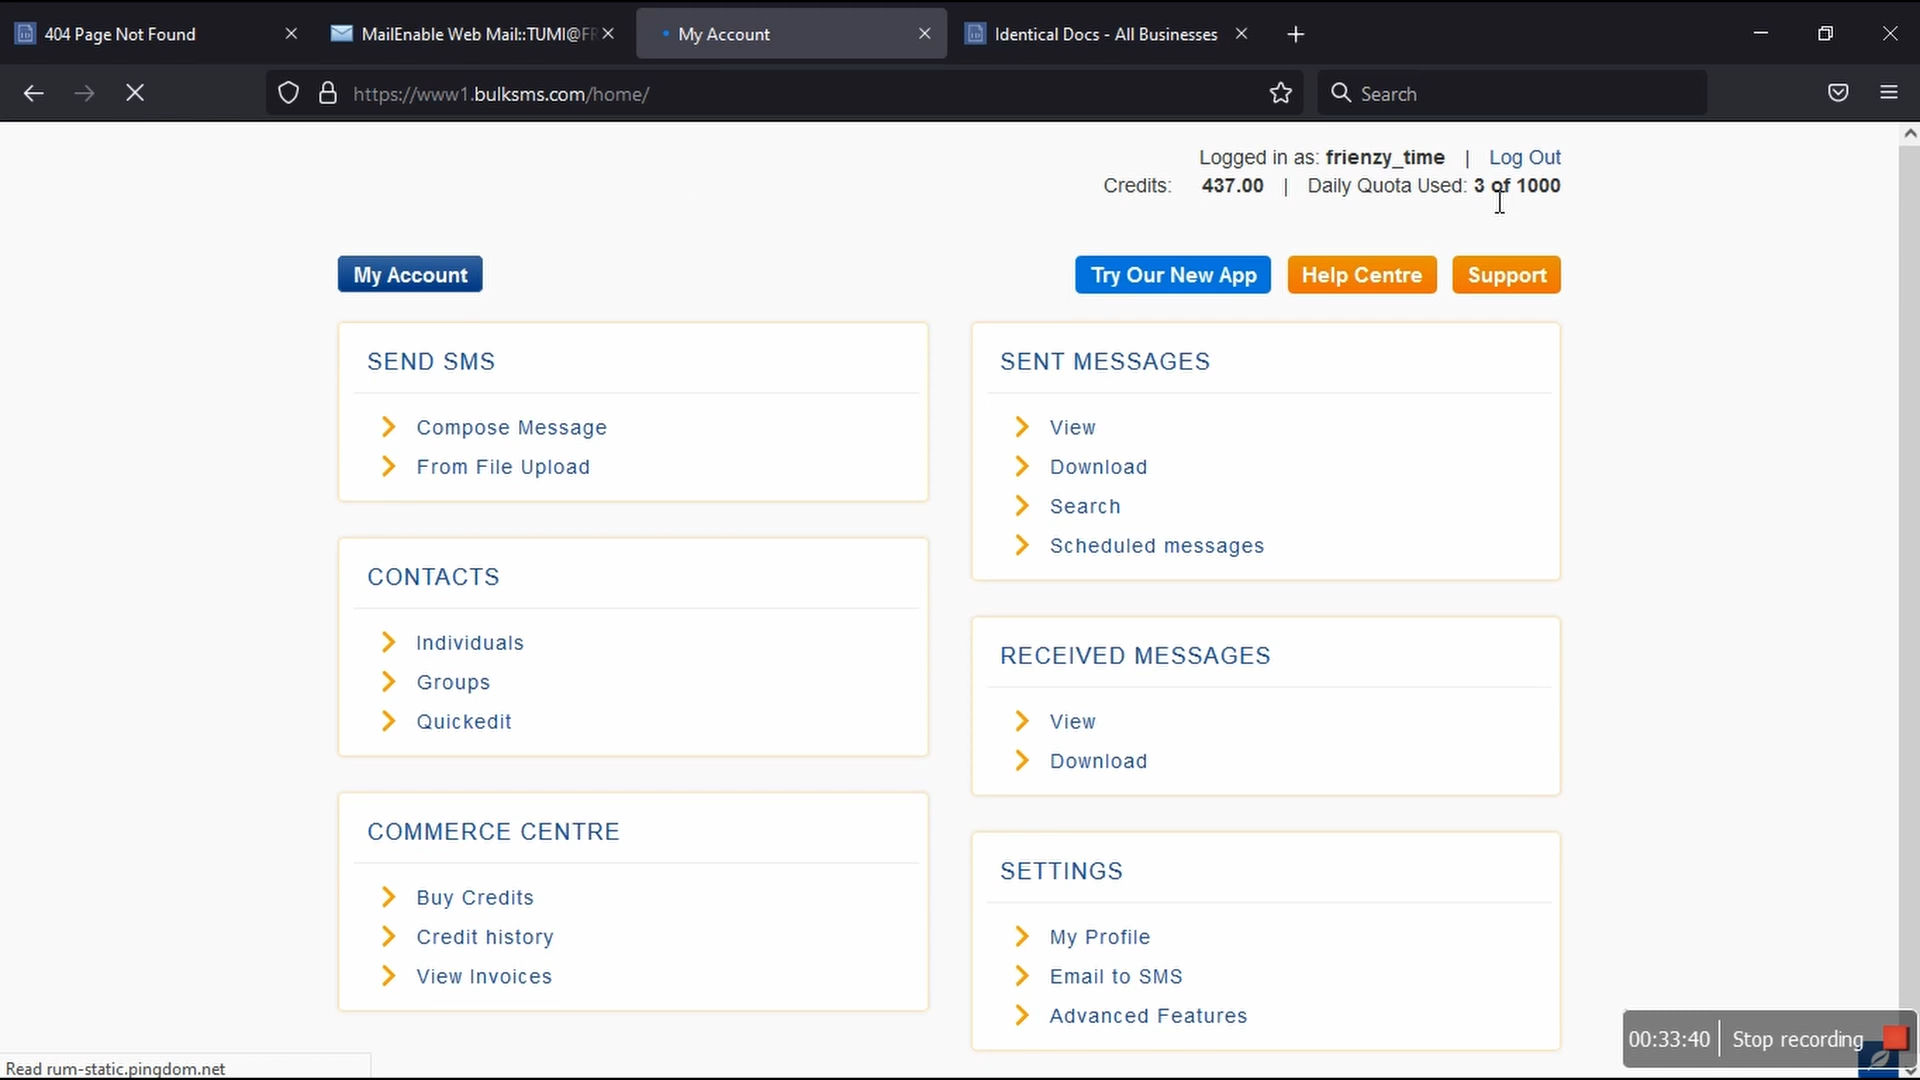 404 Page Not Found
MailEnable Web Mail::TUMI@FR
My Account
Identical Docs - All Businesses
https://www1.bulksms.com/home/
Search
Logged in as: frienzy_time | Log Out
Credits: 437.00 | Daily Quota Used: 3 of 1000
My Account
Try Our New App
Help Centre
Support
SEND SMS
Compose Message
From File Upload
CONTACTS
Individuals
Groups
Quickedit
COMMERCE CENTRE
Buy Credits
Credit history
View Invoices
SENT MESSAGES
View
Download
Search
Scheduled messages
RECEIVED MESSAGES
View
Download
SETTINGS
My Profile
Email to SMS
Advanced Features
00:33:40 | Stop recording
Read rum-static.pingdom.net